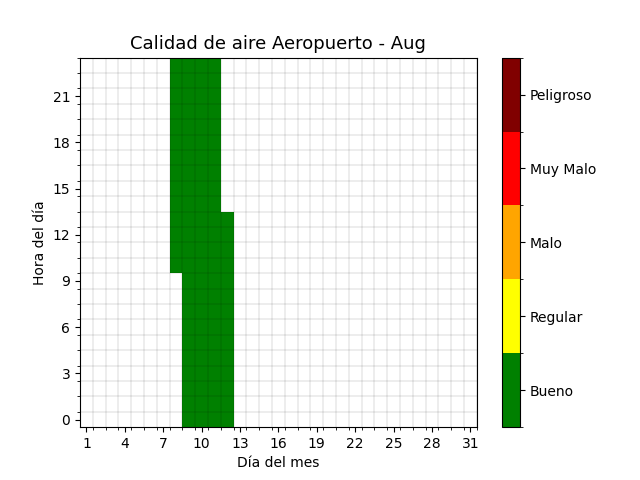 Calidad de aire Aeropuerto - Aug
21
18
15
12
9
6
3
0
Hora del día
1 4 7 10 13 16 19 22 25 28 31
Día del mes
Peligroso
Muy Malo
Malo
Regular
Bueno